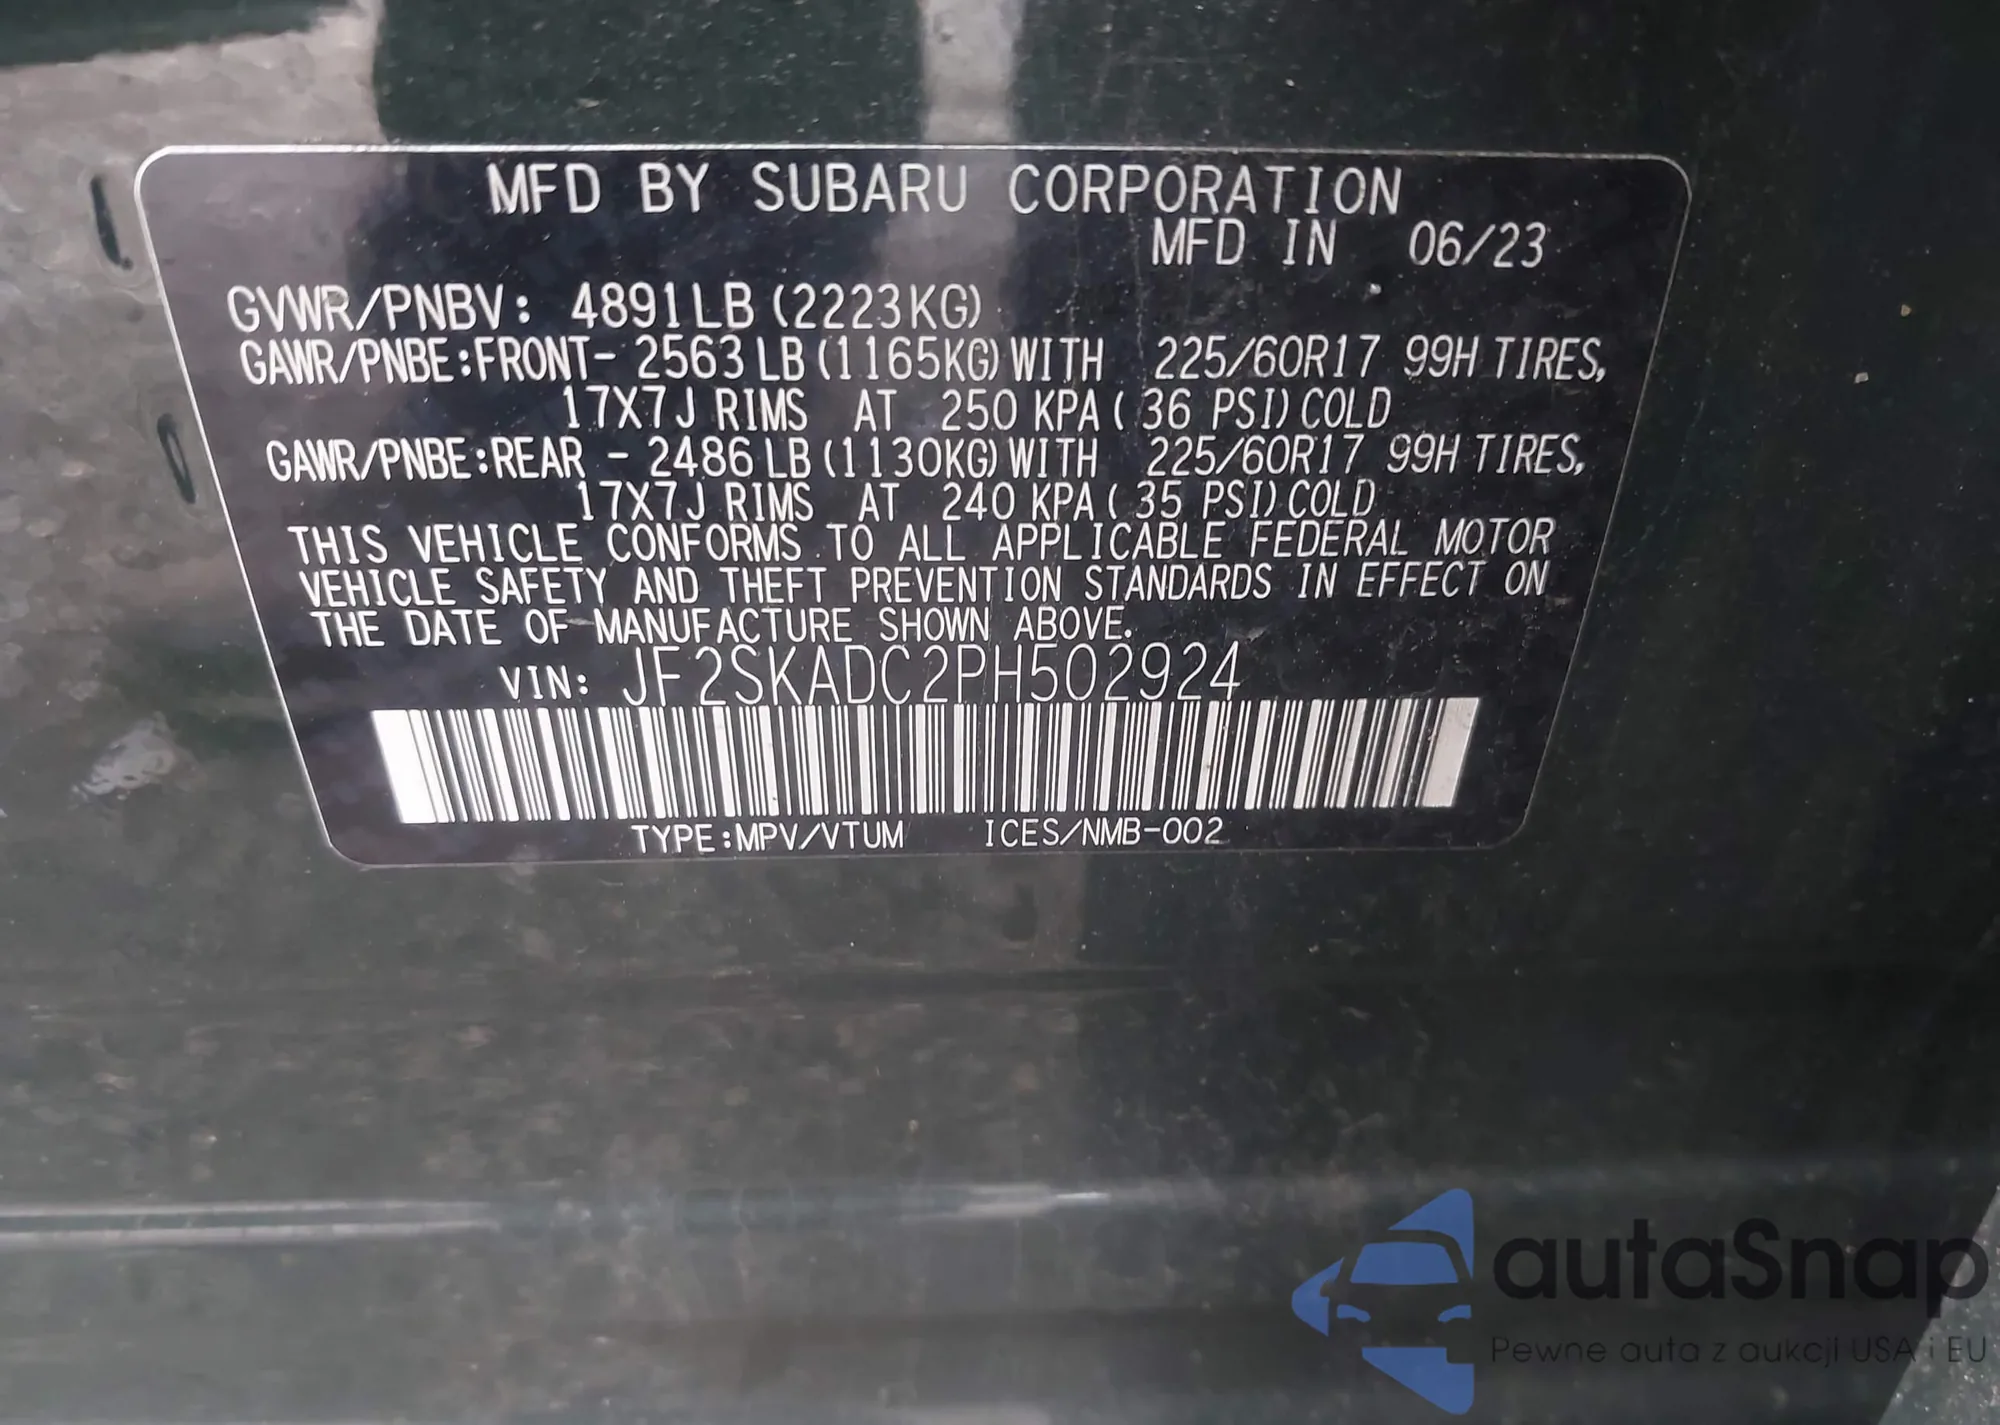 MFD BY SUBARU CORPORATION
MFD IN 06/23
GVWR/PNBV: 4891LB (2223KG)
GAWR/PNBE:FRONT- 2563LB (1165KG) WITH 225/60R17 99H TIRES,
17X7J RIMS AT 250 KPA ( 36 PSI) COLD
GAWR/PNBE:REAR - 2486LB (1130KG) WITH 225/60R17 99H TIRES,
17X7J RIMS AT 240 KPA ( 35 PSI) COLD
THIS VEHICLE CONFORMS TO ALL APPLICABLE FEDERAL MOTOR
VEHICLE SAFETY AND THEFT PREVENTION STANDARDS IN EFFECT ON
THE DATE OF MANUFACTURE SHOWN ABOVE.
VIN: JF2SKADC2PH502924
TYPE:MPV/VTUM ICES/NMB-002
autaSnap
Pewne auta z aukcji USA i EU